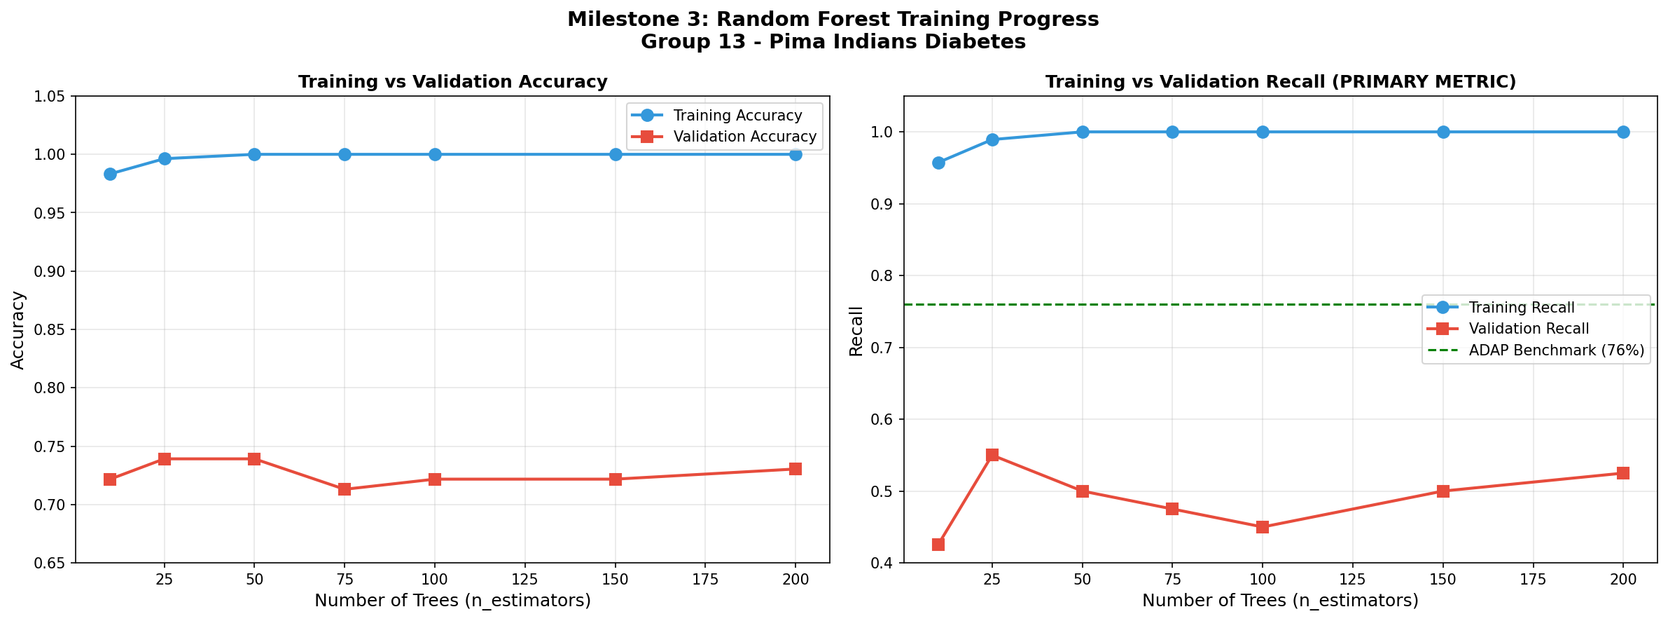 Milestone 3: Random Forest Training Progress
Group 13 - Pima Indians Diabetes
Training vs Validation Accuracy
1.05
1.00
0.95
0.90
0.85
0.80
0.75
0.70
0.65
Accuracy
Training Accuracy
Validation Accuracy
25 50 75 100 125 150 175 200
Number of Trees (n_estimators)
Training vs Validation Recall (PRIMARY METRIC)
1.0
0.9
0.8
0.7
0.6
0.5
0.4
Recall
Training Recall
Validation Recall
ADAP Benchmark (76%)
25 50 75 100 125 150 175 200
Number of Trees (n_estimators)